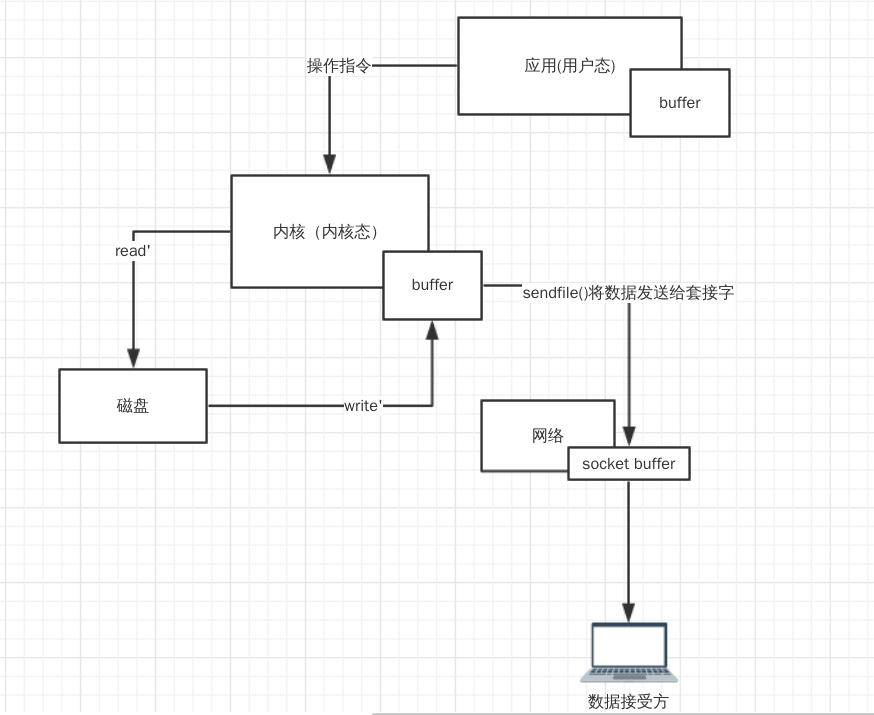 应用(用户态)
操作指令
buffer
内核（内核态）
read'
buffer
sendfile()将数据发送给套接字
磁盘
write'
网络
socket buffer
数据接受方